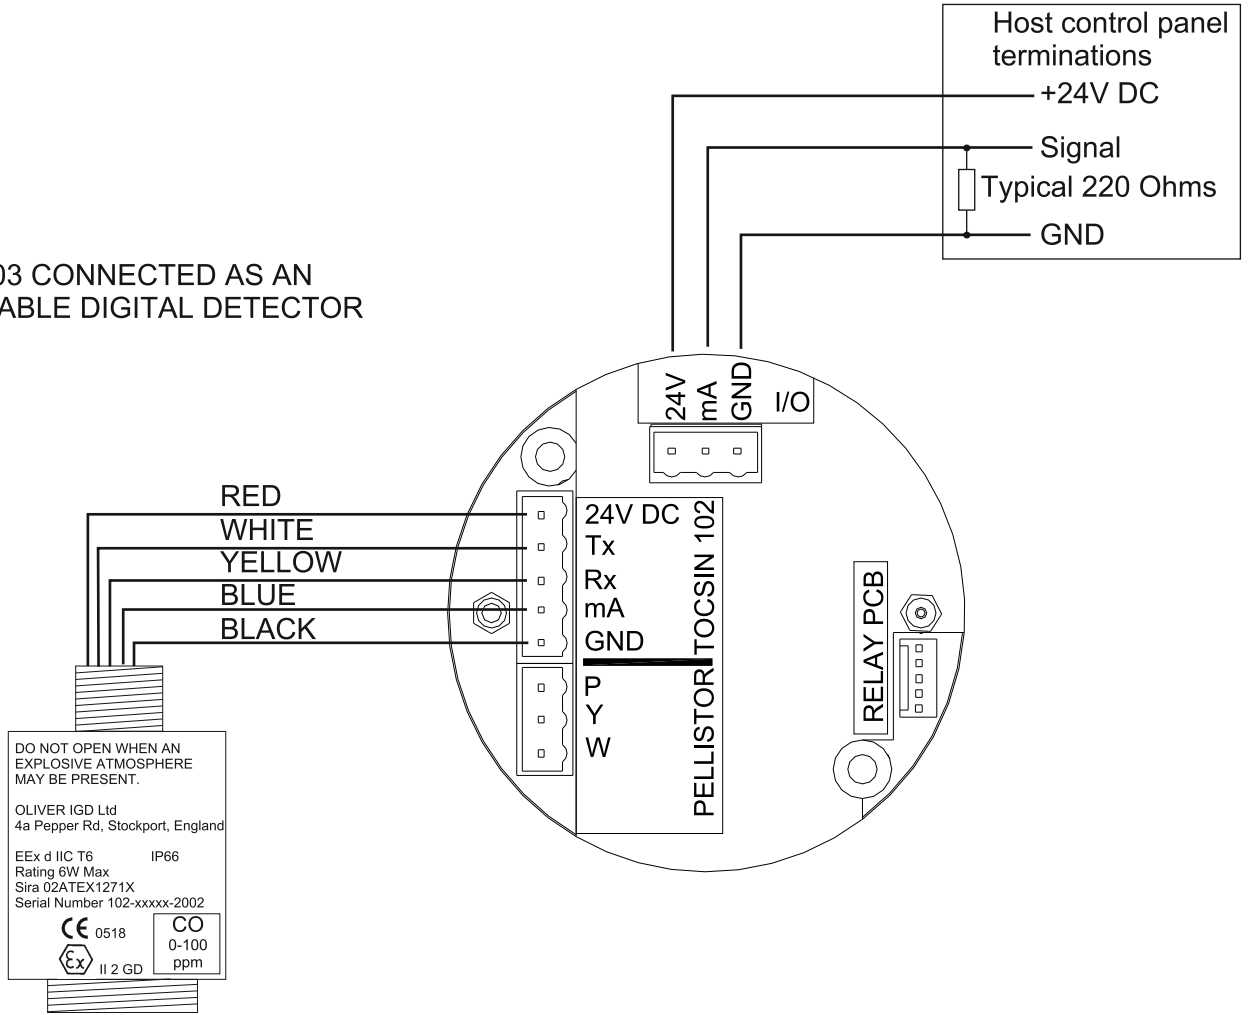 Host control panel
terminations
+24V DC
Signal
Typical 220 Ohms
GND
03 CONNECTED AS AN
ABLE DIGITAL DETECTOR
24V
mA
GND
I/O
RED
WHITE
YELLOW
BLUE
BLACK
24V DC
Tx
Rx
mA
GND
P
Y
W
TOCSIN 102
PELLISTOR
RELAY PCB
DO NOT OPEN WHEN AN
EXPLOSIVE ATMOSPHERE
MAY BE PRESENT.
OLIVER IGD Ltd
4a Pepper Rd, Stockport, England
EEx d IIC T6 IP66
Rating 6W Max
Sira 02ATEX1271X
Serial Number 102-xxxxx-2002
CE 0518
Ex II 2 GD
CO
0-100
ppm